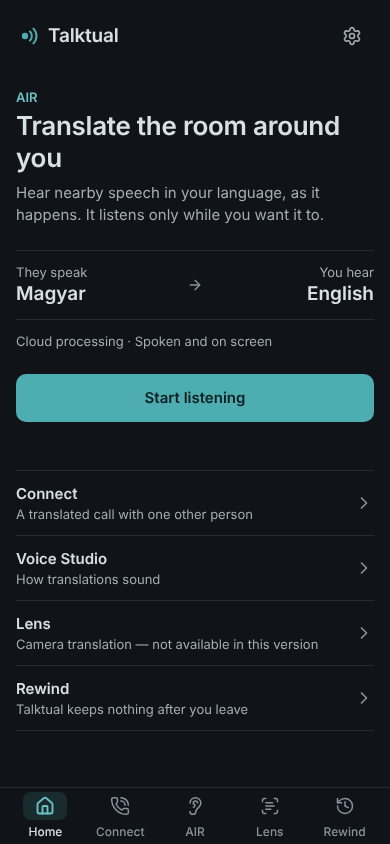 Talktual
AIR
Translate the room around
you
Hear nearby speech in your language, as it
happens. It listens only while you want it to.
They speak
Magyar
You hear
English
Cloud processing · Spoken and on screen
Start listening
Connect
A translated call with one other person
Voice Studio
How translations sound
Lens
Camera translation — not available in this version
Rewind
Talktual keeps nothing after you leave
Home
Connect
AIR
Lens
Rewind